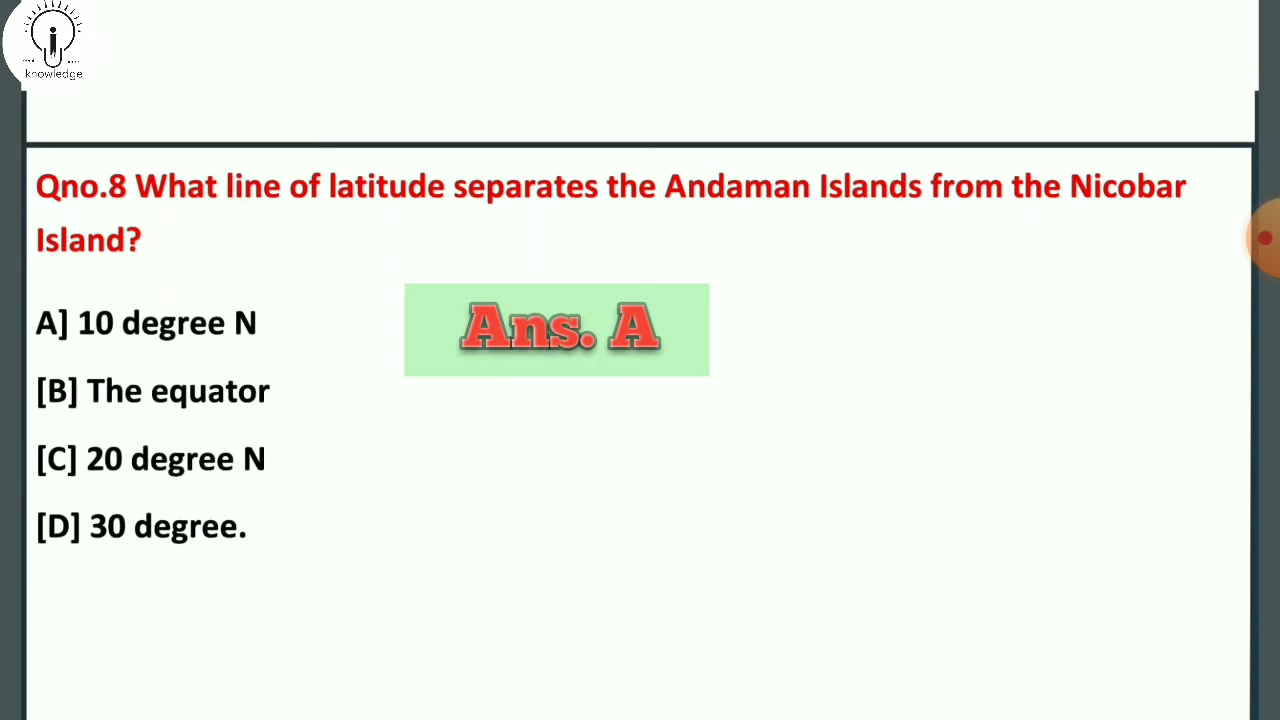 i
knowledge
Qno.8 What line of latitude separates the Andaman Islands from the Nicobar
Island?
A] 10 degree N
Ans. A
[B] The equator
[C] 20 degree N
[D] 30 degree.